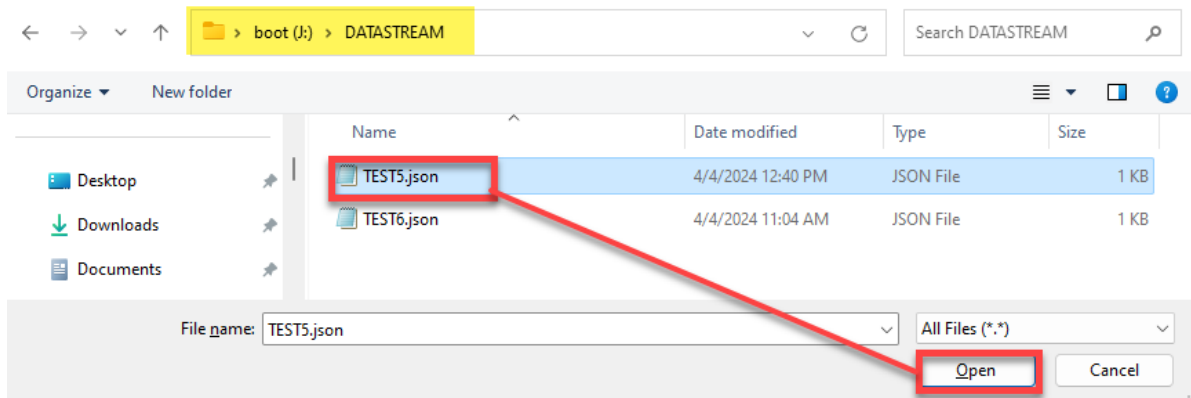 boot (J:) > DATASTREAM
Search DATASTREAM
Organize
New folder
Name
Date modified
Type
Size
Desktop
TEST5.json
4/4/2024 12:40 PM
JSON File
1 KB
Downloads
TEST6.json
4/4/2024 11:04 AM
JSON File
1 KB
Documents
File name:
TEST5.json
All Files (*.*)
Open
Cancel